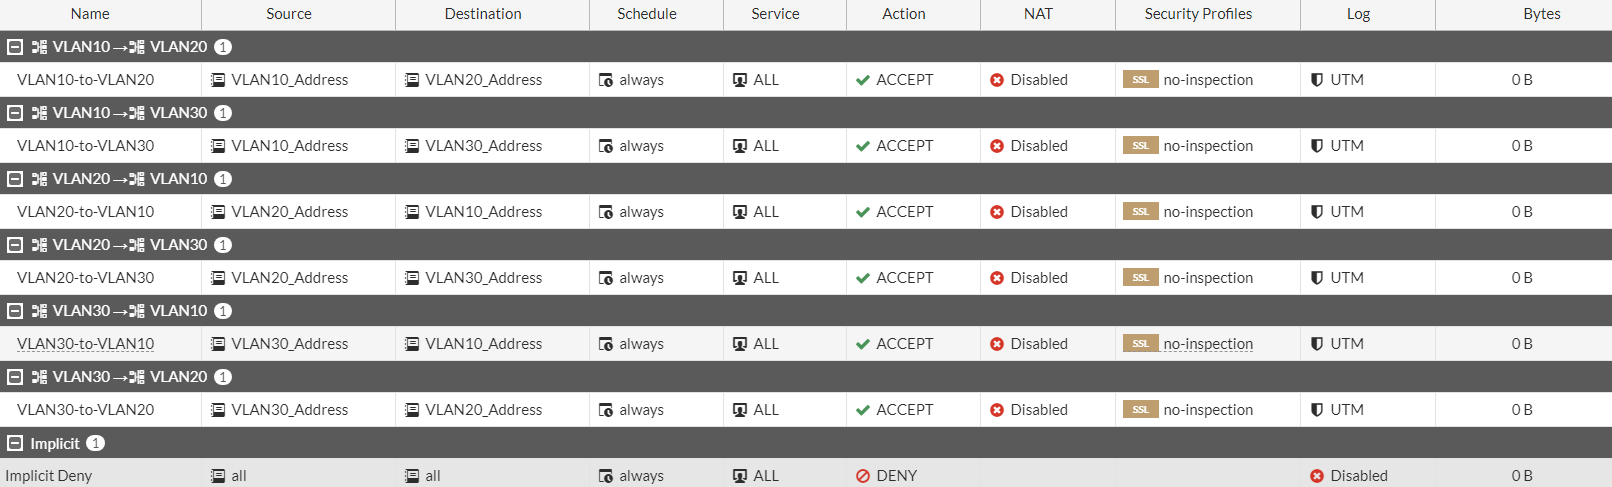 Name Source Destination Schedule Service Action NAT Security Profiles Log Bytes
VLAN10 → VLAN20 1
VLAN10-to-VLAN20 VLAN10_Address VLAN20_Address always ALL ACCEPT Disabled SSL no-inspection UTM 0 B
VLAN10 → VLAN30 1
VLAN10-to-VLAN30 VLAN10_Address VLAN30_Address always ALL ACCEPT Disabled SSL no-inspection UTM 0 B
VLAN20 → VLAN10 1
VLAN20-to-VLAN10 VLAN20_Address VLAN10_Address always ALL ACCEPT Disabled SSL no-inspection UTM 0 B
VLAN20 → VLAN30 1
VLAN20-to-VLAN30 VLAN20_Address VLAN30_Address always ALL ACCEPT Disabled SSL no-inspection UTM 0 B
VLAN30 → VLAN10 1
VLAN30-to-VLAN10 VLAN30_Address VLAN10_Address always ALL ACCEPT Disabled SSL no-inspection UTM 0 B
VLAN30 → VLAN20 1
VLAN30-to-VLAN20 VLAN30_Address VLAN20_Address always ALL ACCEPT Disabled SSL no-inspection UTM 0 B
Implicit 1
Implicit Deny all all always ALL DENY Disabled 0 B